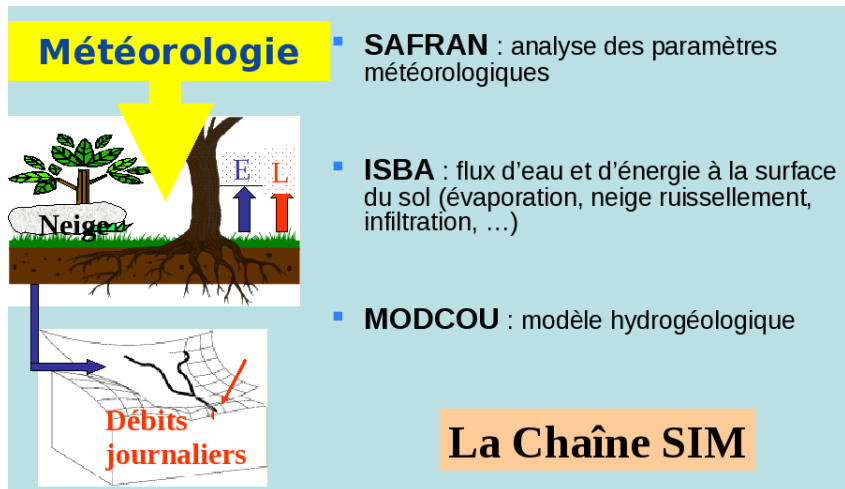 Météorologie
SAFRAN : analyse des paramètres
météorologiques
E L
Neige
ISBA : flux d'eau et d'énergie à la surface
du sol (évaporation, neige ruissellement,
infiltration, …)
MODCOU : modèle hydrogéologique
Débits
journaliers
La Chaîne SIM